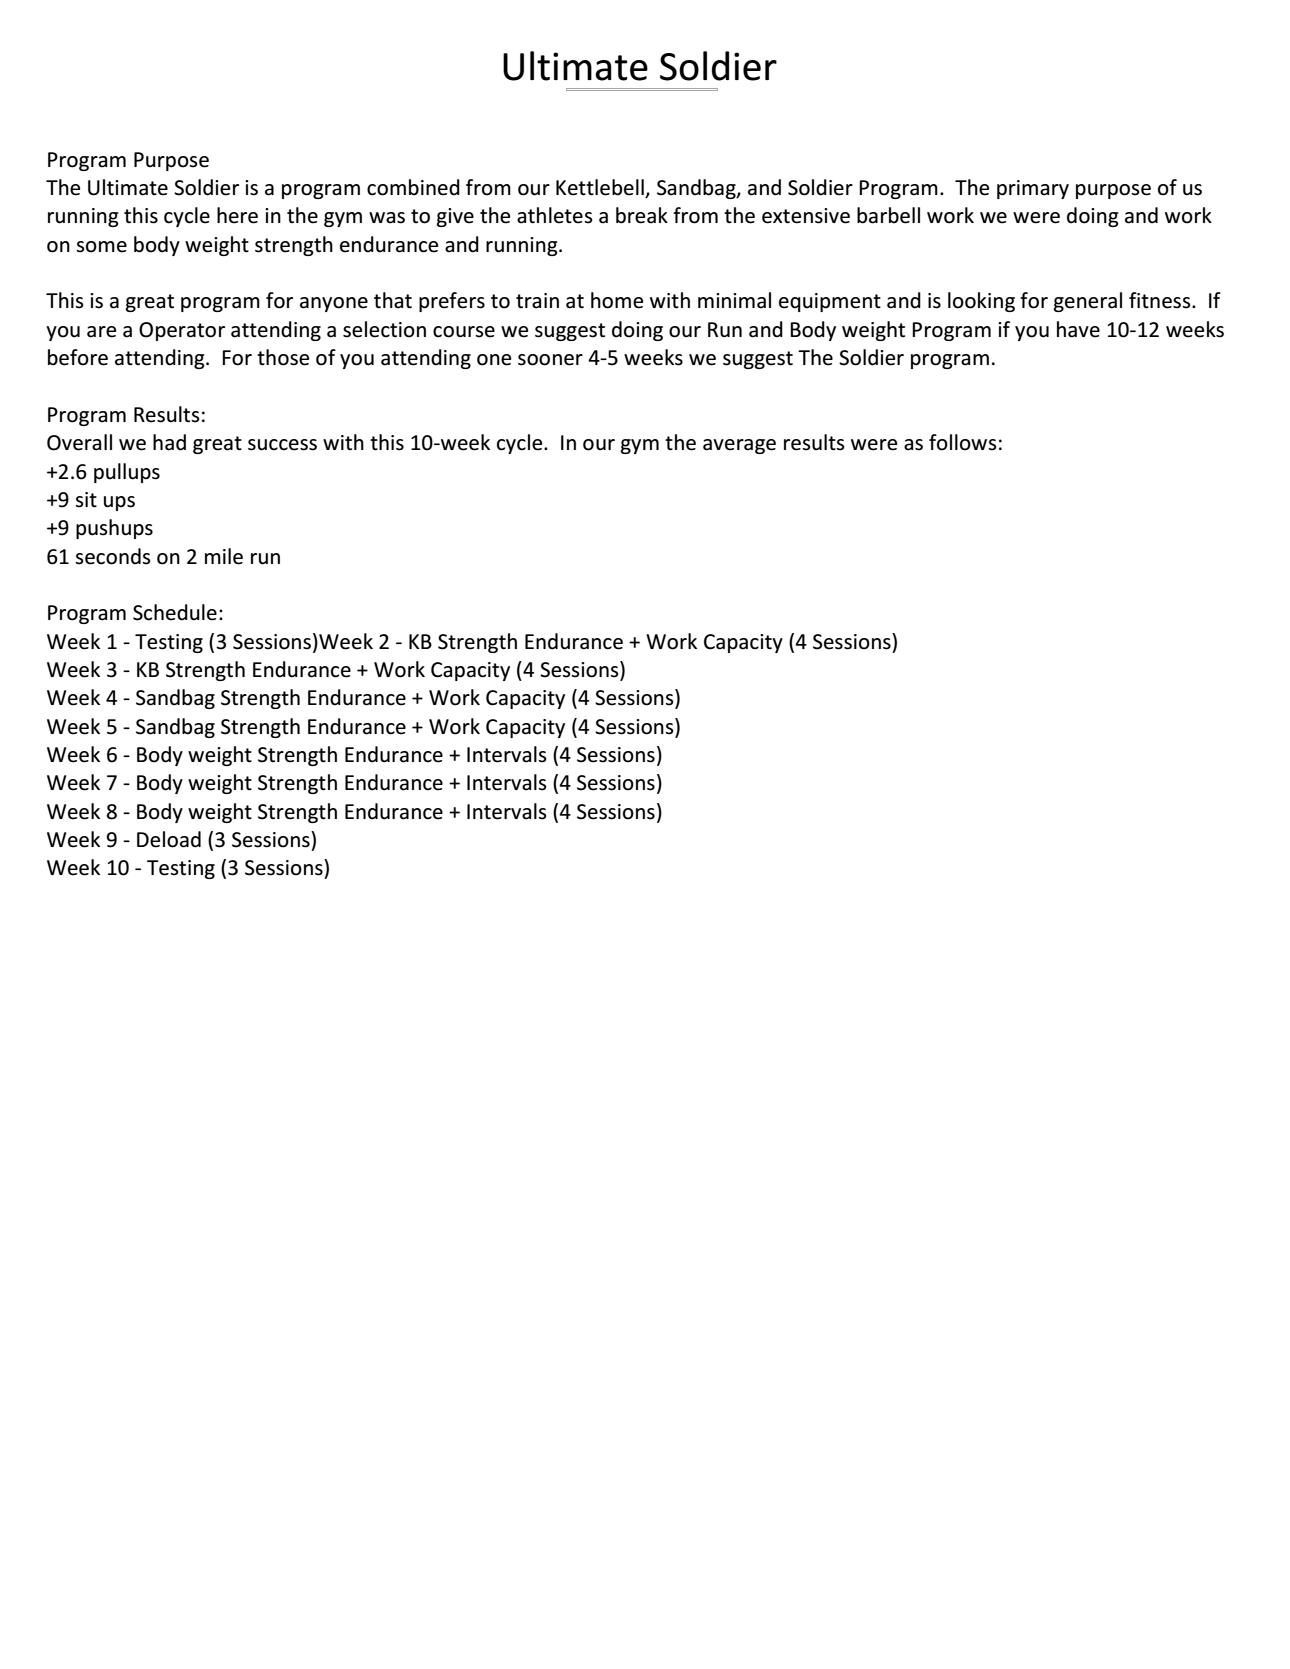 Ultimate Soldier
Program Purpose
The Ultimate Soldier is a program combined from our Kettlebell, Sandbag, and Soldier Program.  The primary purpose of us
running this cycle here in the gym was to give the athletes a break from the extensive barbell work we were doing and work
on some body weight strength endurance and running.
This is a great program for anyone that prefers to train at home with minimal equipment and is looking for general fitness.  If
you are a Operator attending a selection course we suggest doing our Run and Body weight Program if you have 10-12 weeks
before attending.  For those of you attending one sooner 4-5 weeks we suggest The Soldier program.
Program Results:
Overall we had great success with this 10-week cycle.  In our gym the average results were as follows:
+2.6 pullups
+9 sit ups
+9 pushups
61 seconds on 2 mile run
Program Schedule:
Week 1 - Testing (3 Sessions)Week 2 - KB Strength Endurance + Work Capacity (4 Sessions)
Week 3 - KB Strength Endurance + Work Capacity (4 Sessions)
Week 4 - Sandbag Strength Endurance + Work Capacity (4 Sessions)
Week 5 - Sandbag Strength Endurance + Work Capacity (4 Sessions)
Week 6 - Body weight Strength Endurance + Intervals (4 Sessions)
Week 7 - Body weight Strength Endurance + Intervals (4 Sessions)
Week 8 - Body weight Strength Endurance + Intervals (4 Sessions)
Week 9 - Deload (3 Sessions)
Week 10 - Testing (3 Sessions)